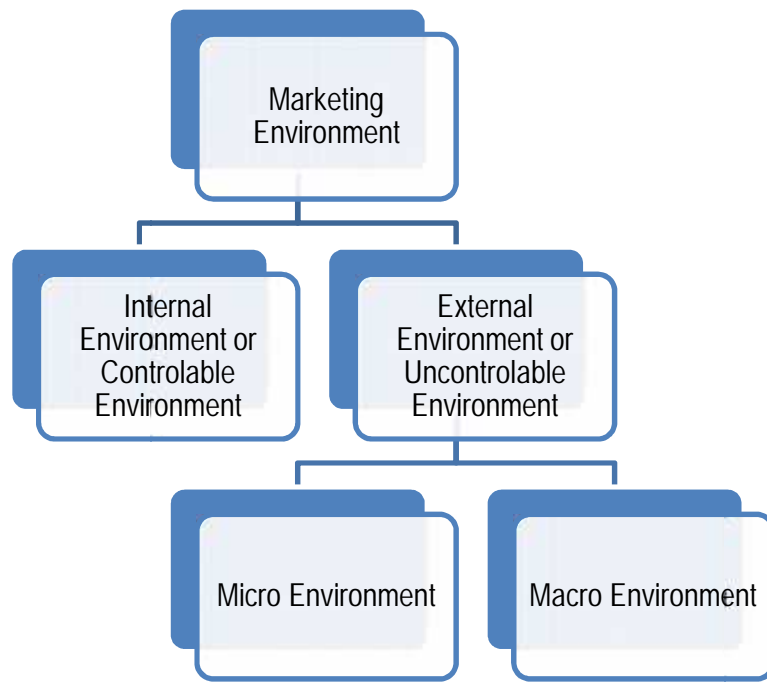 Marketing
Environment
Internal
Environment or
Controlable
Environment
External
Environment or
Uncontrolable
Environment
Micro Environment
Macro Environment